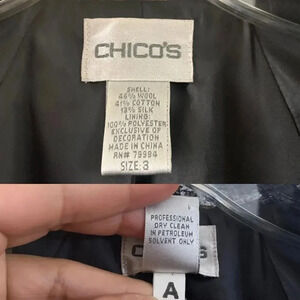 CHICO'S
SHELL:
46% WOOL
41% COTTON
13% SILK
LINING:
100% POLYESTER
EXCLUSIVE OF
DECORATION
MADE IN CHINA
RN# 79994
SIZE: 3
PROFESSIONAL
DRY CLEAN
IN PETROLEUM
SOLVENT ONLY
CHICO'S
A